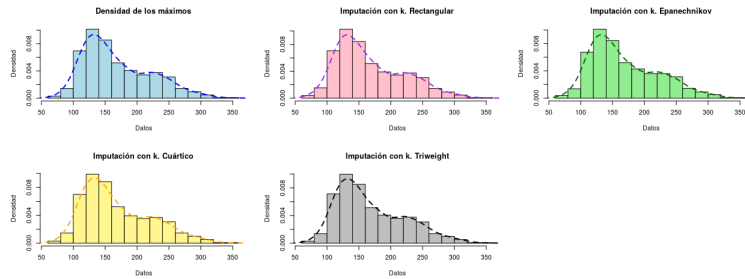 Densidad de los máximos
Densidad
0.000 0.004 0.008
50 100 150 200 250 300 350
Datos
Imputación con k. Rectangular
Densidad
0.000 0.004 0.008
50 100 150 200 250 300 350
Datos
Imputación con k. Epanechnikov
Densidad
0.000 0.004 0.008
50 100 150 200 250 300 350
Datos
Imputación con k. Cuártico
Densidad
0.000 0.004 0.008
50 100 150 200 250 300 350
Datos
Imputación con k. Triweight
Densidad
0.000 0.004 0.008
50 100 150 200 250 300 350
Datos